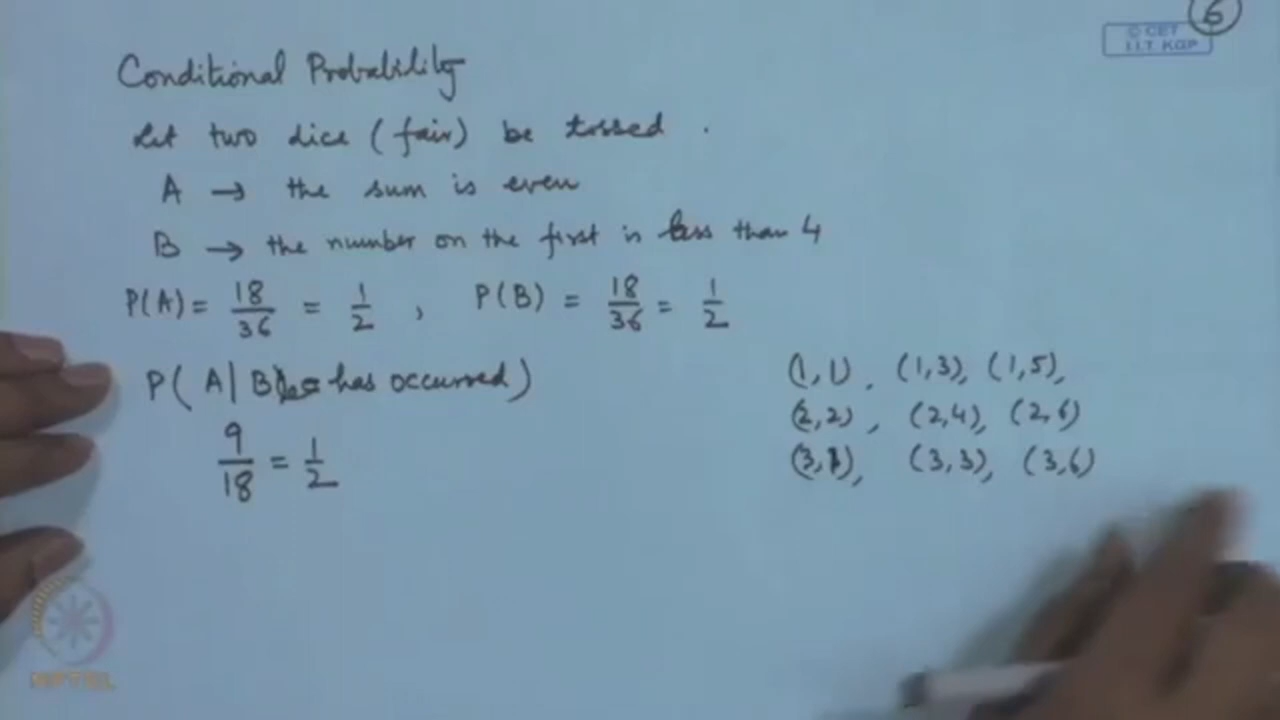 6
© CET
I.I.T. KGP
Conditional Probability
Let two dice (fair) be tossed .
A → the sum is even
B → the number on the first is less than 4
P(A) = 18/36 = 1/2 , P(B) = 18/36 = 1/2
P( A | B has occurred )
9/18 = 1/2
(1,1), (1,3), (1,5),
(2,2), (2,4), (2,6)
(3,1), (3,3), (3,6)
NPTEL